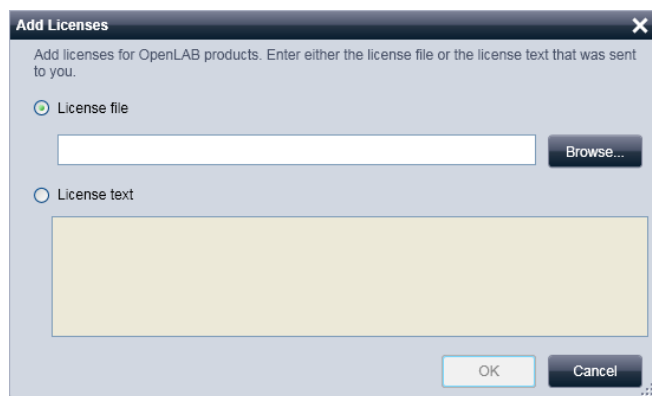 Add Licenses
Add licenses for OpenLAB products. Enter either the license file or the license text that was sent
to you.
License file
Browse...
License text
OK
Cancel